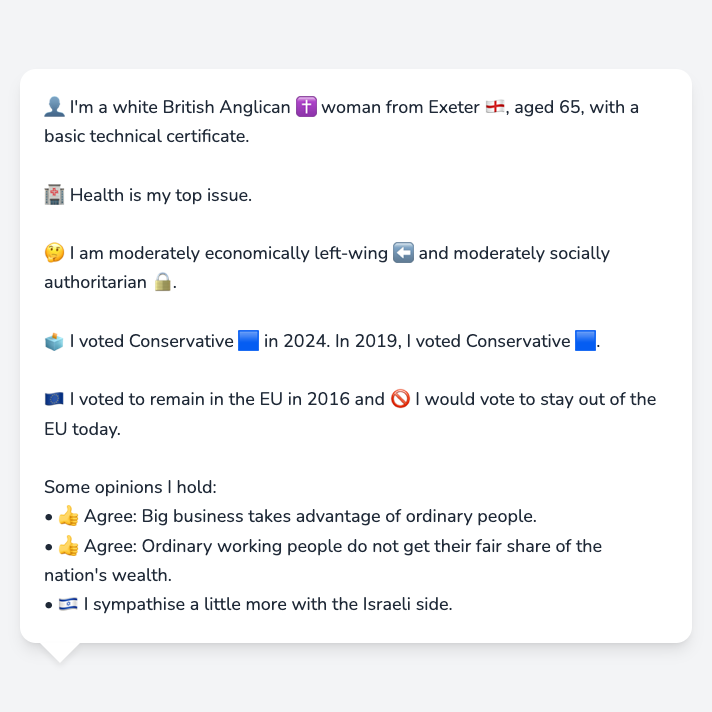 👤 I'm a white British Anglican ✝️ woman from Exeter 🏴󠁧󠁢󠁥󠁮󠁧󠁿, aged 65, with a
basic technical certificate.
🏥 Health is my top issue.
🤔 I am moderately economically left-wing ⬅️ and moderately socially
authoritarian 🔒.
🗳️ I voted Conservative 🟦 in 2024. In 2019, I voted Conservative 🟦.
🇪🇺 I voted to remain in the EU in 2016 and 🚫 I would vote to stay out of the
EU today.
Some opinions I hold:
• 👍 Agree: Big business takes advantage of ordinary people.
• 👍 Agree: Ordinary working people do not get their fair share of the
nation's wealth.
• 🇮🇱 I sympathise a little more with the Israeli side.